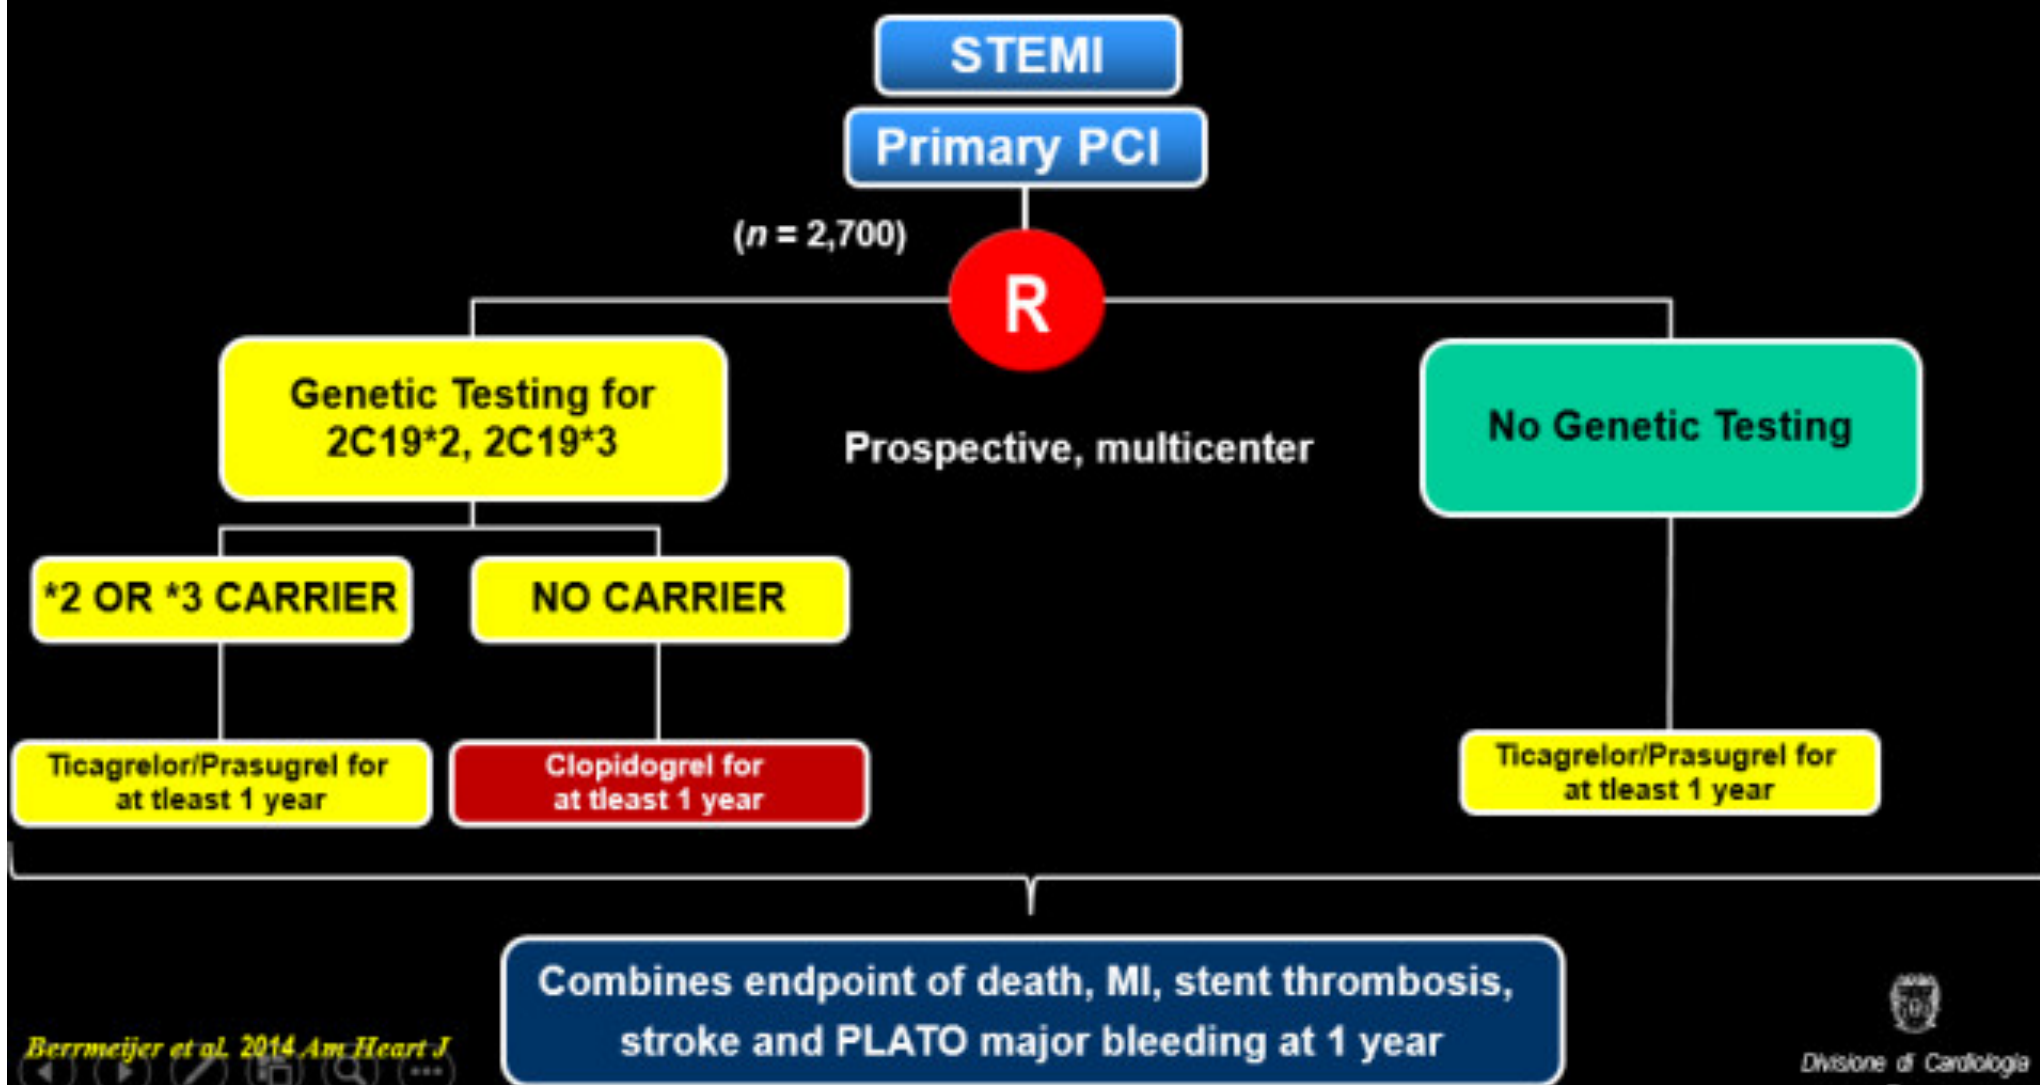 STEMI
Primary PCI
(n = 2,700)
R
Genetic Testing for
2C19*2, 2C19*3
Prospective, multicenter
No Genetic Testing
*2 OR *3 CARRIER
NO CARRIER
Ticagrelor/Prasugrel for
at tleast 1 year
Clopidogrel for
at tleast 1 year
Ticagrelor/Prasugrel for
at tleast 1 year
Combines endpoint of death, MI, stent thrombosis,
stroke and PLATO major bleeding at 1 year
Berrmeijer et al. 2014 Am Heart J
Divisione di Cardiologia